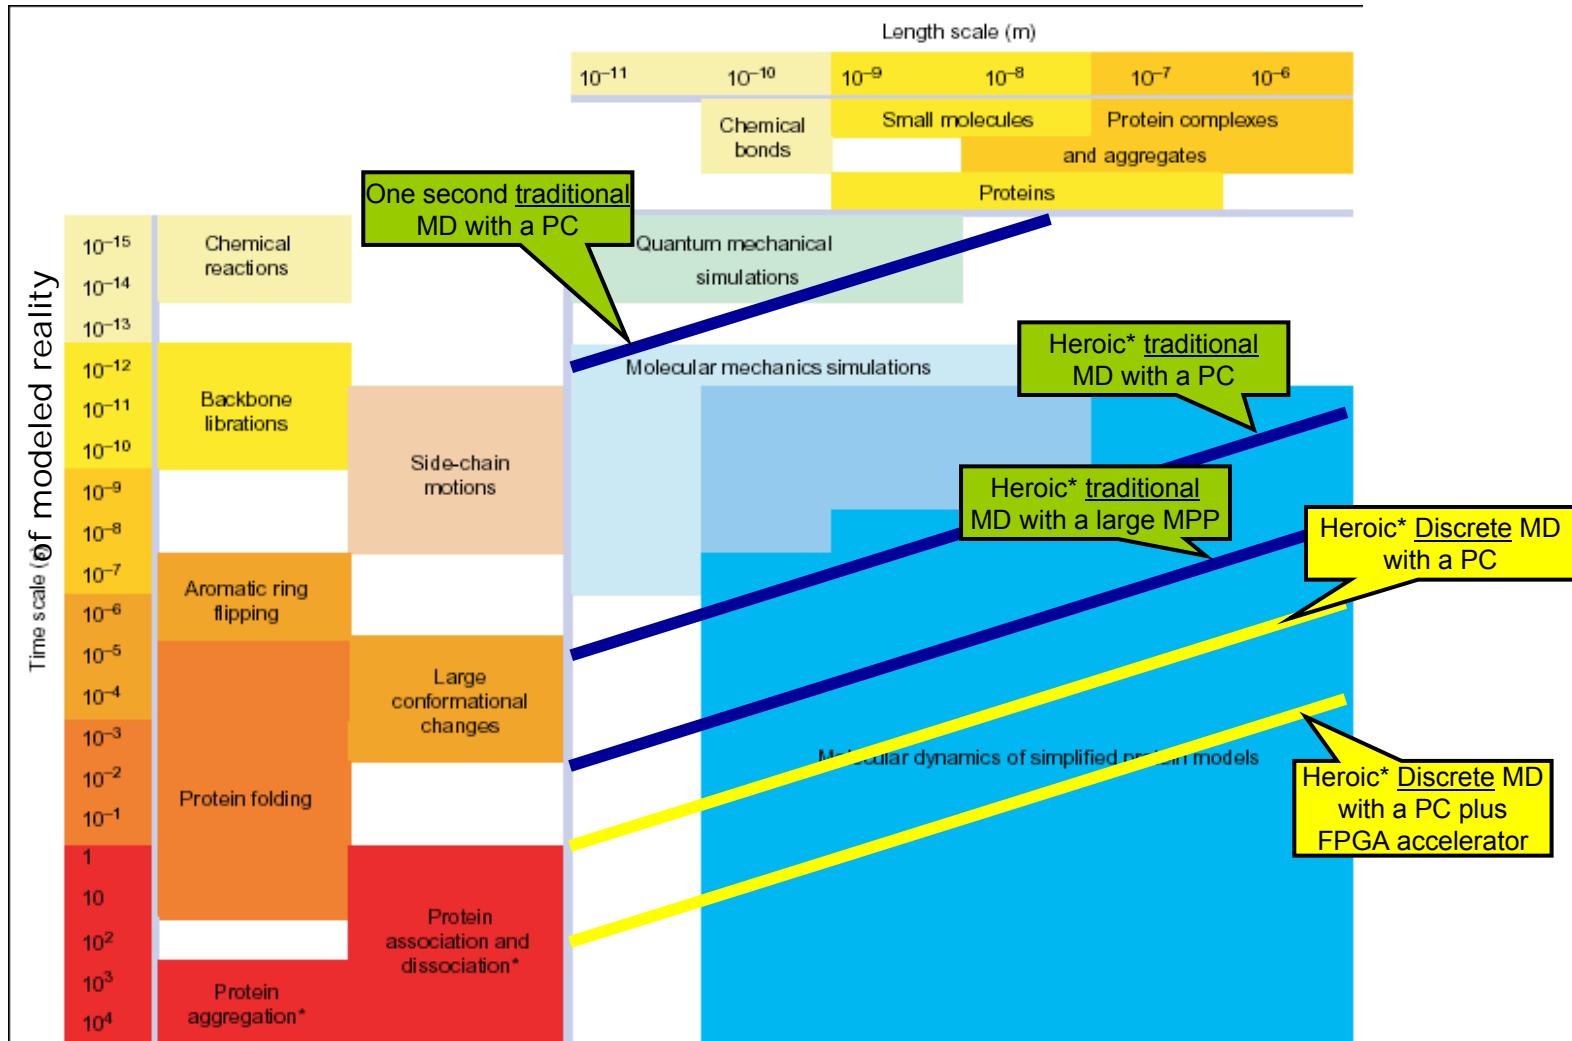 Length scale (m)
10⁻¹¹ 10⁻¹⁰ 10⁻⁹ 10⁻⁸ 10⁻⁷ 10⁻⁶
Chemical
bonds
Small molecules
Protein complexes
and aggregates
Proteins
One second traditional
MD with a PC
Quantum mechanical
simulations
Molecular mechanics simulations
Heroic* traditional
MD with a PC
Heroic* traditional
MD with a large MPP
Heroic* Discrete MD
with a PC
Molecular dynamics of simplified protein models
Heroic* Discrete MD
with a PC plus
FPGA accelerator
Time scale (s)
of modeled reality
10⁻¹⁵
10⁻¹⁴
10⁻¹³
10⁻¹²
10⁻¹¹
10⁻¹⁰
10⁻⁹
10⁻⁸
10⁻⁷
10⁻⁶
10⁻⁵
10⁻⁴
10⁻³
10⁻²
10⁻¹
1
10
10²
10³
10⁴
Chemical
reactions
Backbone
librations
Side-chain
motions
Aromatic ring
flipping
Large
conformational
changes
Protein folding
Protein
association and
dissociation*
Protein
aggregation*